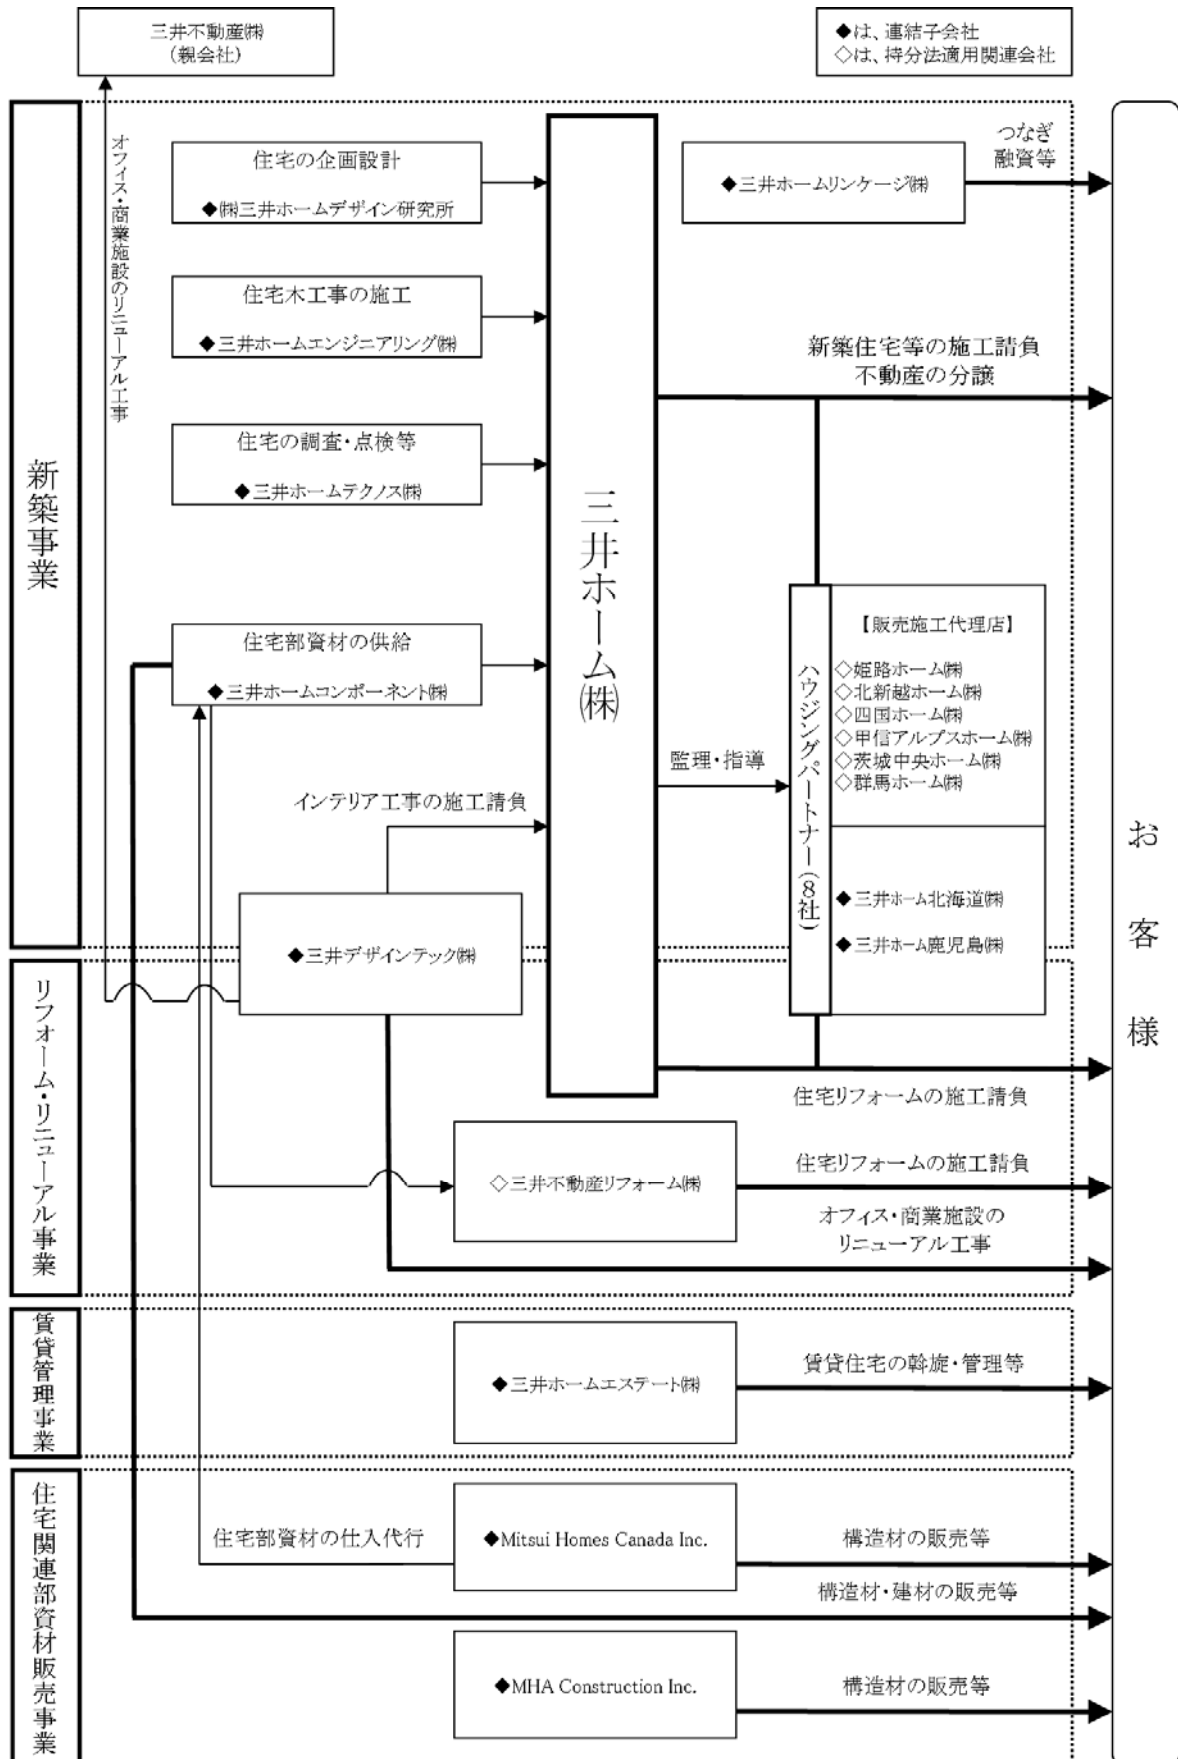 三井不動産㈱
(親会社)
◆は、連結子会社
◇は、持分法適用関連会社
オフィス・商業施設のリニューアル工事
新築事業
住宅の企画設計
◆㈱三井ホームデザイン研究所
住宅木工事の施工
◆三井ホームエンジニアリング㈱
住宅の調査・点検等
◆三井ホームテクノス㈱
住宅部資材の供給
◆三井ホームコンポーネント㈱
インテリア工事の施工請負
◆三井デザインテック㈱
三井ホーム㈱
◆三井ホームリンケージ㈱
つなぎ
融資等
新築住宅等の施工請負
不動産の分譲
監理・指導
ハウジングパートナー(8社)
【販売施工代理店】
◇姫路ホーム㈱
◇北新越ホーム㈱
◇四国ホーム㈱
◇甲信アルプスホーム㈱
◇茨城中央ホーム㈱
◇群馬ホーム㈱
◆三井ホーム北海道㈱
◆三井ホーム鹿児島㈱
お客様
リフォーム・リニューアル事業
住宅リフォームの施工請負
◇三井不動産リフォーム㈱
住宅リフォームの施工請負
オフィス・商業施設の
リニューアル工事
賃貸管理事業
◆三井ホームエステート㈱
賃貸住宅の斡旋・管理等
住宅関連部資材販売事業
住宅部資材の仕入代行
◆Mitsui Homes Canada Inc.
構造材の販売等
構造材・建材の販売等
◆MHA Construction Inc.
構造材の販売等